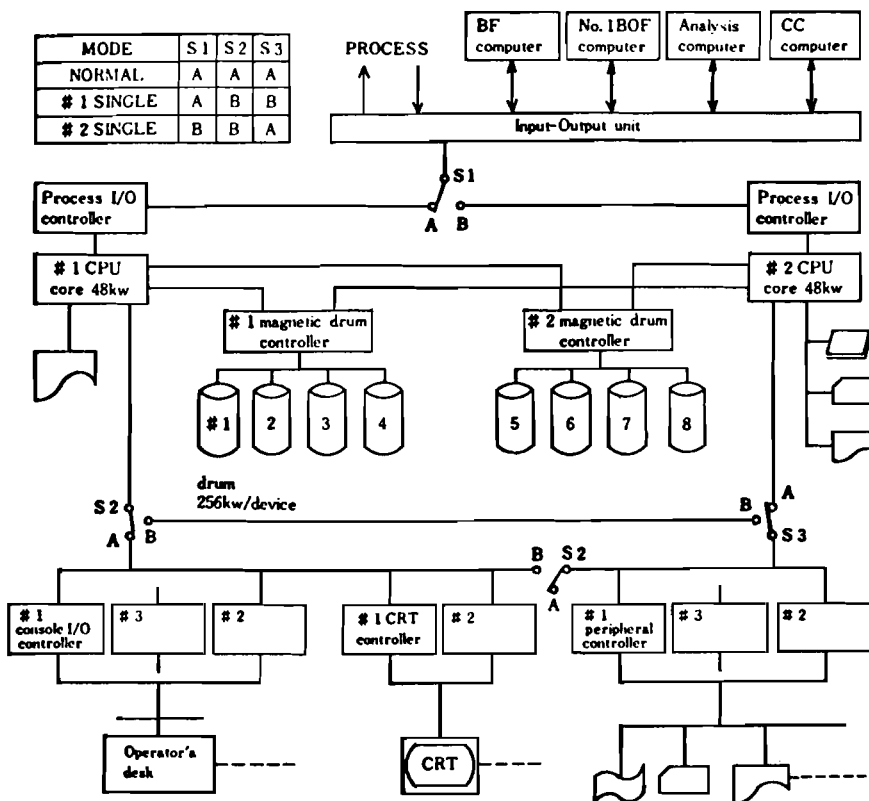 MODE S1 S2 S3
NORMAL A A A
# 1 SINGLE A B B
# 2 SINGLE B B A
PROCESS
BF
computer
No. 1BOF
computer
Analysis
computer
CC
computer
Input-Output unit
S1
A B
Process I/O
controller
Process I/O
controller
# 1 CPU
core 48kw
# 2 CPU
core 48kw
# 1 magnetic drum
controller
# 2 magnetic drum
controller
# 1 2 3 4
5 6 7 8
drum
256kw/device
S2
A B
B A
S3
B S2
A
# 1
console I/O
controller
# 3
# 2
# 1 CRT
controller
# 2
# 1
peripheral
controller
# 3
# 2
Operator's
desk
CRT